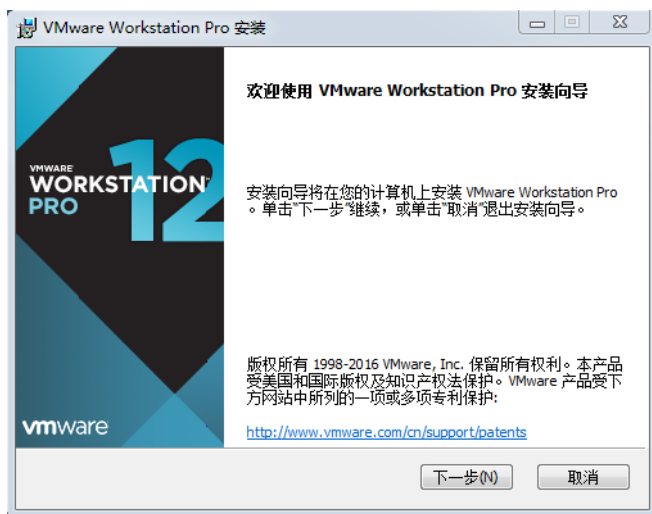 VMware Workstation Pro 安装
欢迎使用 VMware Workstation Pro 安装向导
VMWARE
WORKSTATION
PRO
12
安装向导将在您的计算机上安装 VMware Workstation Pro
。单击"下一步"继续，或单击"取消"退出安装向导。
版权所有 1998-2016 VMware, Inc. 保留所有权利。本产品
受美国和国际版权及知识产权法保护。VMware 产品受下
方网站中所列的一项或多项专利保护:
http://www.vmware.com/cn/support/patents
vmware
下一步(N)
取消